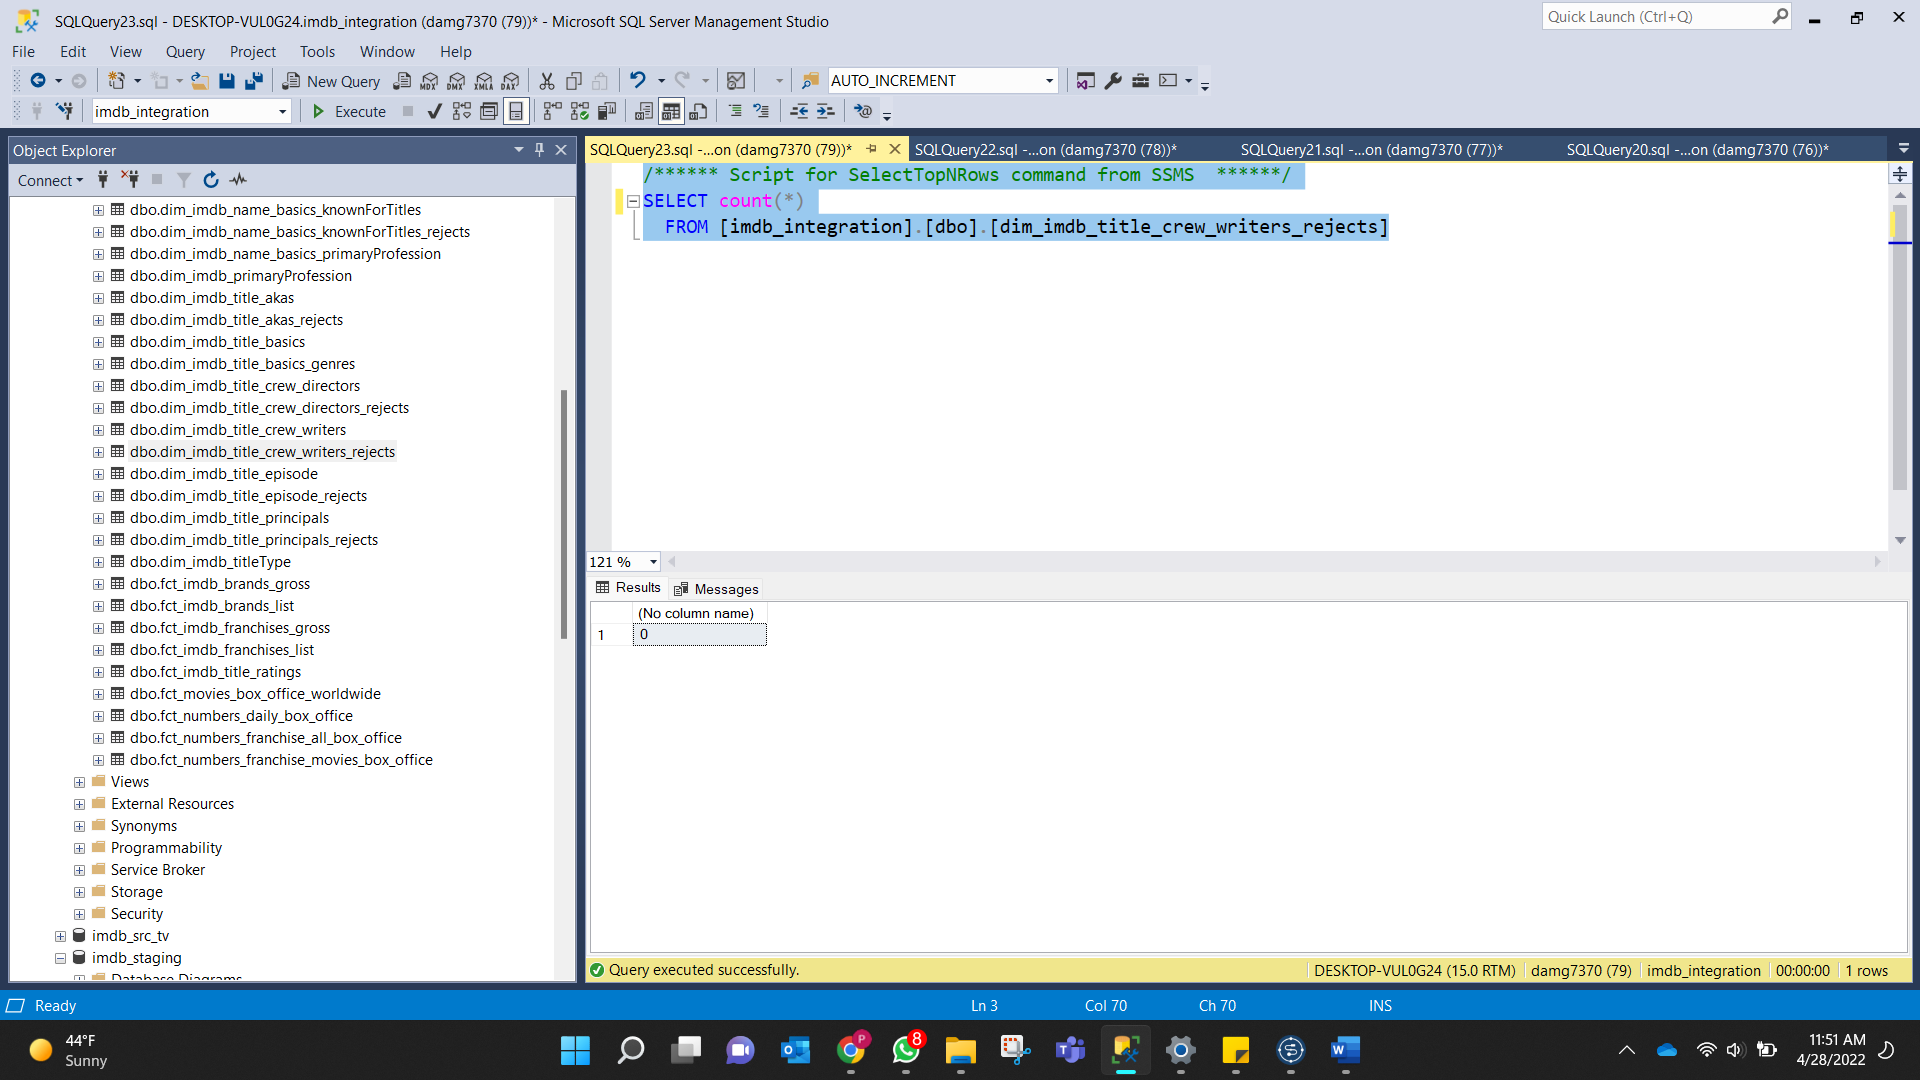 SQLQuery23.sql - DESKTOP-VUL0G24.imdb_integration (damg7370 (79))* - Microsoft SQL Server Management Studio
Quick Launch (Ctrl+Q)
File Edit View Query Project Tools Window Help
New Query MDX DMX XMLA DAX AUTO_INCREMENT
imdb_integration Execute
Object Explorer
Connect
dbo.dim_imdb_name_basics_knownForTitles
dbo.dim_imdb_name_basics_knownForTitles_rejects
dbo.dim_imdb_name_basics_primaryProfession
dbo.dim_imdb_primaryProfession
dbo.dim_imdb_title_akas
dbo.dim_imdb_title_akas_rejects
dbo.dim_imdb_title_basics
dbo.dim_imdb_title_basics_genres
dbo.dim_imdb_title_crew_directors
dbo.dim_imdb_title_crew_directors_rejects
dbo.dim_imdb_title_crew_writers
dbo.dim_imdb_title_crew_writers_rejects
dbo.dim_imdb_title_episode
dbo.dim_imdb_title_episode_rejects
dbo.dim_imdb_title_principals
dbo.dim_imdb_title_principals_rejects
dbo.dim_imdb_titleType
dbo.fct_imdb_brands_gross
dbo.fct_imdb_brands_list
dbo.fct_imdb_franchises_gross
dbo.fct_imdb_franchises_list
dbo.fct_imdb_title_ratings
dbo.fct_movies_box_office_worldwide
dbo.fct_numbers_daily_box_office
dbo.fct_numbers_franchise_all_box_office
dbo.fct_numbers_franchise_movies_box_office
Views
External Resources
Synonyms
Programmability
Service Broker
Storage
Security
imdb_src_tv
imdb_staging
Database Diagrams
SQLQuery23.sql -...on (damg7370 (79))* SQLQuery22.sql -...on (damg7370 (78))* SQLQuery21.sql -...on (damg7370 (77))* SQLQuery20.sql -...on (damg7370 (76))*
/****** Script for SelectTopNRows command from SSMS  ******/
SELECT count(*)
FROM [imdb_integration].[dbo].[dim_imdb_title_crew_writers_rejects]
121 %
Results Messages
(No column name)
1 0
Query executed successfully. DESKTOP-VUL0G24 (15.0 RTM) damg7370 (79) imdb_integration 00:00:00 1 rows
Ready Ln 3 Col 70 Ch 70 INS
44°F
Sunny
P
8
11:51 AM
4/28/2022